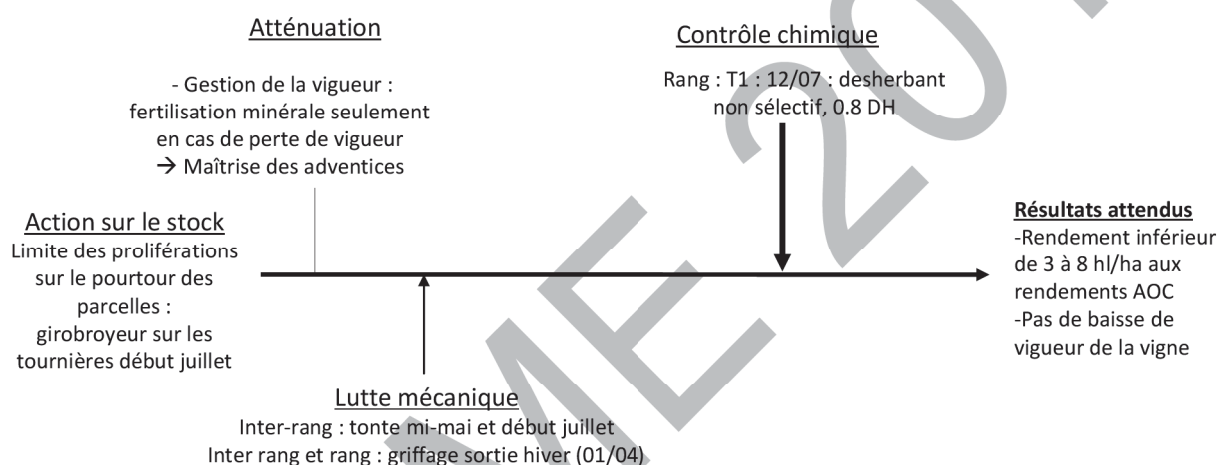 Atténuation
- Gestion de la vigueur :
fertilisation minérale seulement
en cas de perte de vigueur
→ Maîtrise des adventices
Contrôle chimique
Rang : T1 : 12/07 : desherbant
non sélectif, 0.8 DH
Action sur le stock
Limite des proliférations
sur le pourtour des
parcelles :
girobroyeur sur les
tournières début juillet
Résultats attendus
-Rendement inférieur
de 3 à 8 hl/ha aux
rendements AOC
-Pas de baisse de
vigueur de la vigne
Lutte mécanique
Inter-rang : tonte mi-mai et début juillet
Inter rang et rang : griffage sortie hiver (01/04)